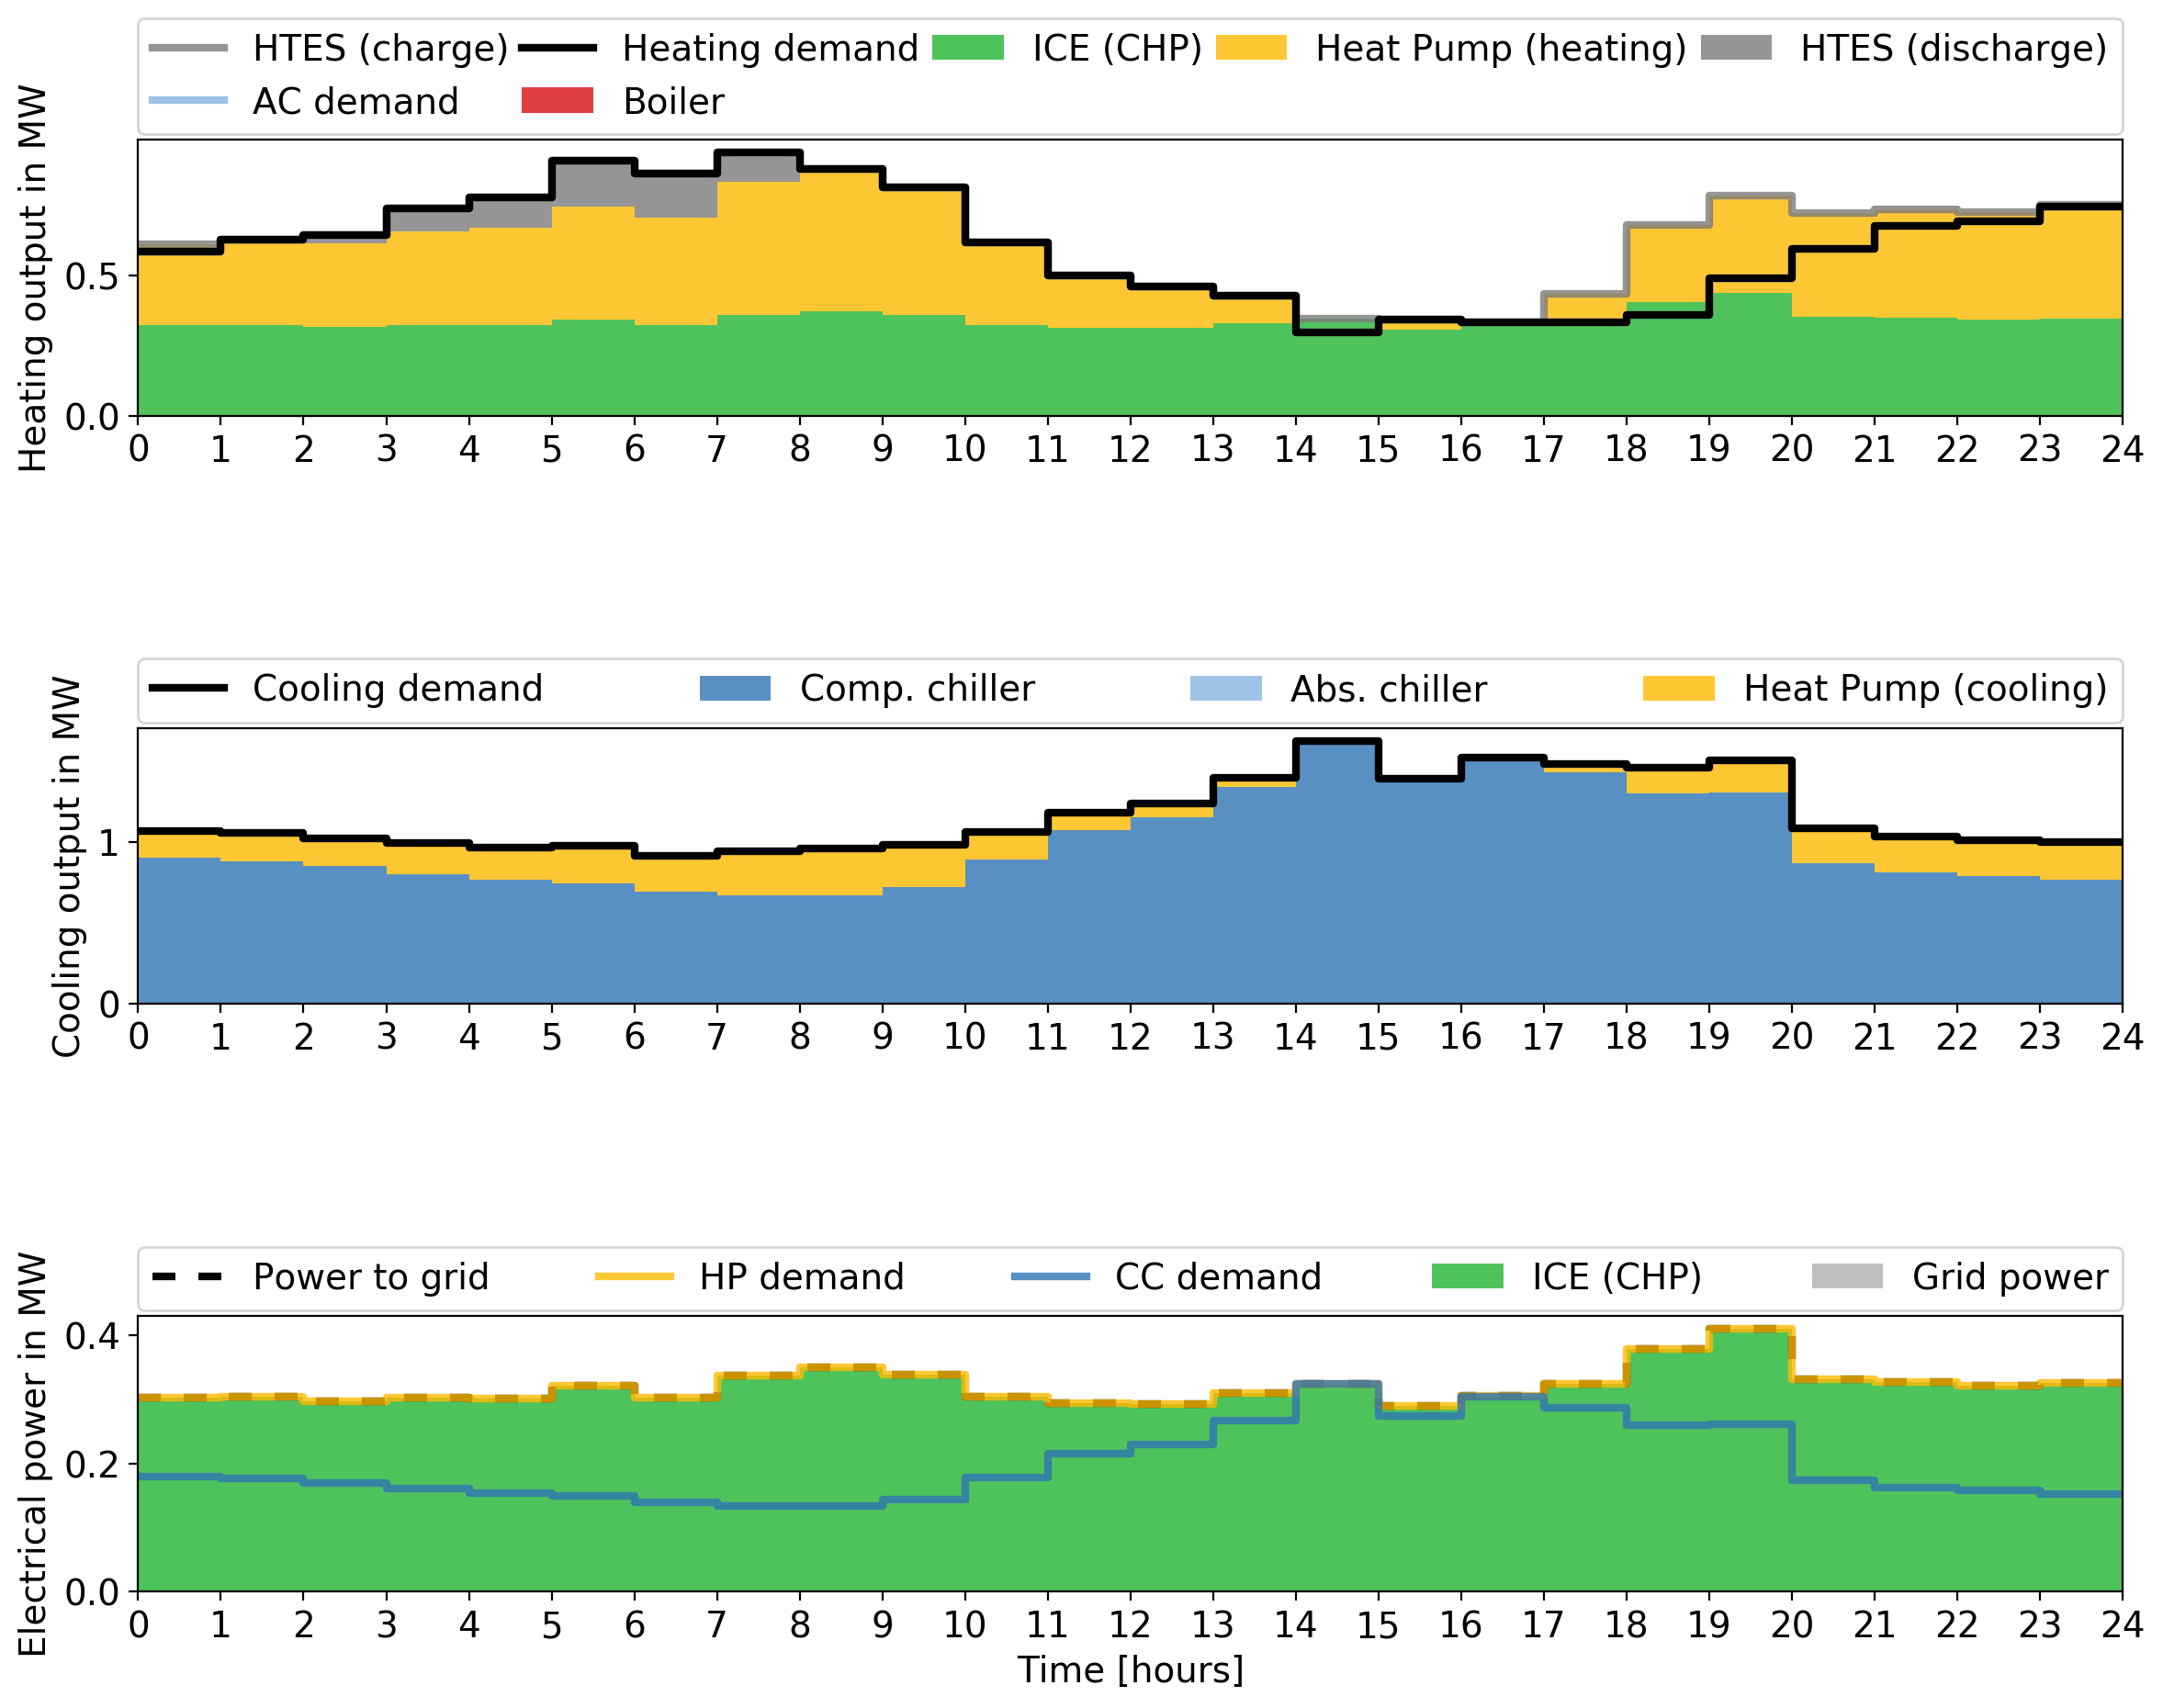 HTES (charge) Heating demand ICE (CHP) Heat Pump (heating) HTES (discharge)
AC demand Boiler
Heating output in MW
0.5
0.0
0 1 2 3 4 5 6 7 8 9 10 11 12 13 14 15 16 17 18 19 20 21 22 23 24
Cooling demand Comp. chiller Abs. chiller Heat Pump (cooling)
Cooling output in MW
1
0
0 1 2 3 4 5 6 7 8 9 10 11 12 13 14 15 16 17 18 19 20 21 22 23 24
Power to grid HP demand CC demand ICE (CHP) Grid power
Electrical power in MW
0.4
0.2
0.0
0 1 2 3 4 5 6 7 8 9 10 11 12 13 14 15 16 17 18 19 20 21 22 23 24
Time [hours]